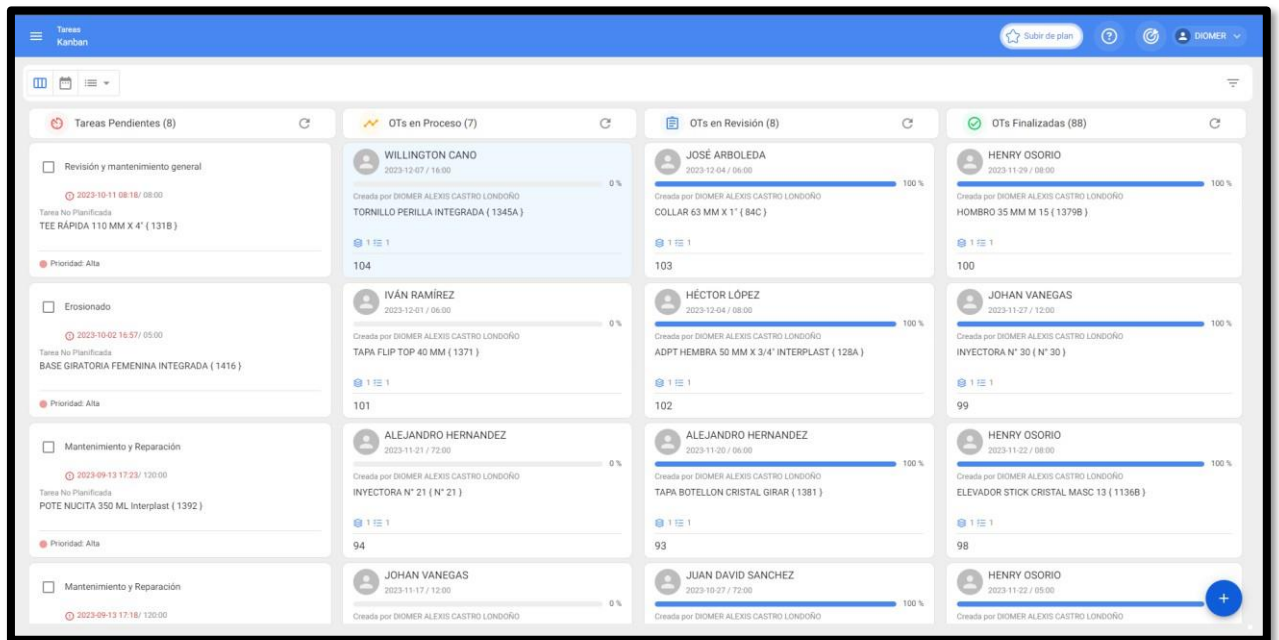 Tareas
Kanban
Subir de plan
DIOMER
Tareas Pendientes (8)
Revisión y mantenimiento general
2023-10-11 08:18/ 08:00
Tarea No Planificada
TEE RÁPIDA 110 MM X 4" { 131B }
Prioridad: Alta
Erosionado
2023-10-02 16:57/ 05:00
Tarea No Planificada
BASE GIRATORIA FEMENINA INTEGRADA { 1416 }
Prioridad: Alta
Mantenimiento y Reparación
2023-09-13 17:23/ 120:00
Tarea No Planificada
POTE NUCITA 350 ML Interplast { 1392 }
Prioridad: Alta
Mantenimiento y Reparación
2023-09-13 17:18/ 120:00
OTs en Proceso (7)
WILLINGTON CANO
2023-12-07 / 16:00
0 %
Creada por DIOMER ALEXIS CASTRO LONDOÑO
TORNILLO PERILLA INTEGRADA { 1345A }
1 1
104
IVÁN RAMÍREZ
2023-12-01 / 06:00
0 %
Creada por DIOMER ALEXIS CASTRO LONDOÑO
TAPA FLIP TOP 40 MM { 1371 }
1 1
101
ALEJANDRO HERNANDEZ
2023-11-21 / 72:00
0 %
Creada por DIOMER ALEXIS CASTRO LONDOÑO
INYECTORA N° 21 { N° 21 }
1 1
94
JOHAN VANEGAS
2023-11-17 / 12:00
0 %
Creada por DIOMER ALEXIS CASTRO LONDOÑO
OTs en Revisión (8)
JOSÉ ARBOLEDA
2023-12-04 / 06:00
100 %
Creada por DIOMER ALEXIS CASTRO LONDOÑO
COLLAR 63 MM X 1" { 84C }
1 1
103
HÉCTOR LÓPEZ
2023-12-04 / 08:00
100 %
Creada por DIOMER ALEXIS CASTRO LONDOÑO
ADPT HEMBRA 50 MM X 3/4" INTERPLAST { 128A }
1 1
102
ALEJANDRO HERNANDEZ
2023-11-20 / 06:00
100 %
Creada por DIOMER ALEXIS CASTRO LONDOÑO
TAPA BOTELLON CRISTAL GIRAR { 1381 }
1 1
93
JUAN DAVID SANCHEZ
2023-10-27 / 72:00
100 %
Creada por DIOMER ALEXIS CASTRO LONDOÑO
OTs Finalizadas (88)
HENRY OSORIO
2023-11-29 / 08:00
100 %
Creada por DIOMER ALEXIS CASTRO LONDOÑO
HOMBRO 35 MM M 15 { 1379B }
1 1
100
JOHAN VANEGAS
2023-11-27 / 12:00
100 %
Creada por DIOMER ALEXIS CASTRO LONDOÑO
INYECTORA N° 30 { N° 30 }
1 1
99
HENRY OSORIO
2023-11-22 / 08:00
100 %
Creada por DIOMER ALEXIS CASTRO LONDOÑO
ELEVADOR STICK CRISTAL MASC 13 { 1136B }
1 1
98
HENRY OSORIO
2023-11-22 / 05:00
Creada por DIOMER ALEXIS CASTRO LONDOÑO